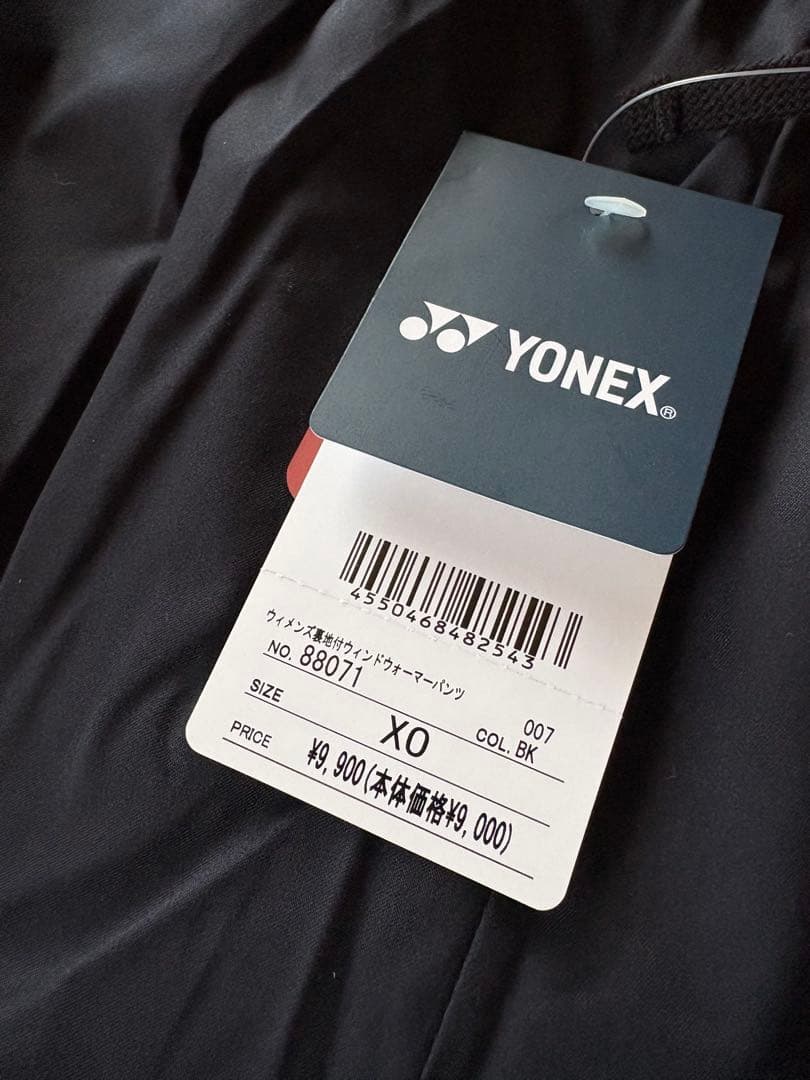 YONEX®
4550468482543
ウィメンズ裏地付ウィンドウォーマーパンツ
NO. 88071
007
SIZE XO COL. BK
PRICE ¥9,900(本体価格¥9,000)